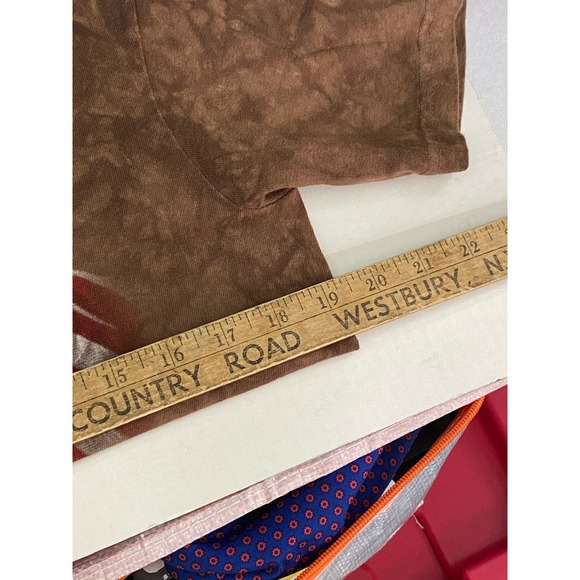 15 16 17 18 19 20 21 22
COUNTRY ROAD WESTBURY, N.Y.